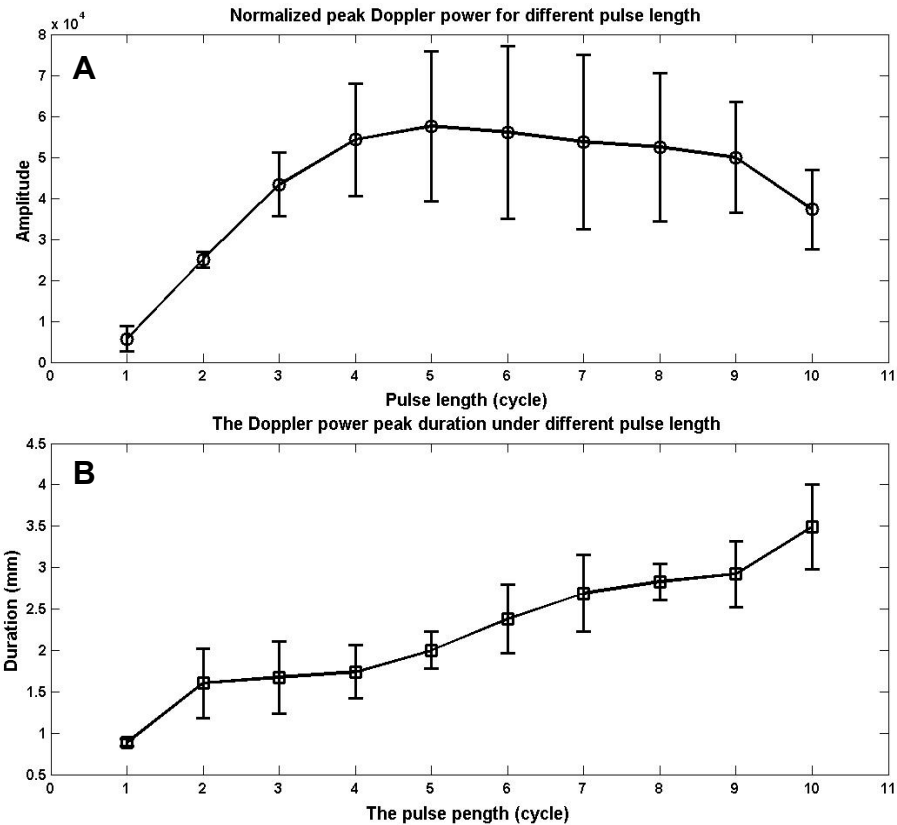 Normalized peak Doppler power for different pulse length
x 10^4
A
8
7
6
5
4
3
2
1
0
Amplitude
0 1 2 3 4 5 6 7 8 9 10 11
Pulse length (cycle)
The Doppler power peak duration under different pulse length
B
4.5
4
3.5
3
2.5
2
1.5
1
0.5
Duration (mm)
0 1 2 3 4 5 6 7 8 9 10 11
The pulse pength (cycle)